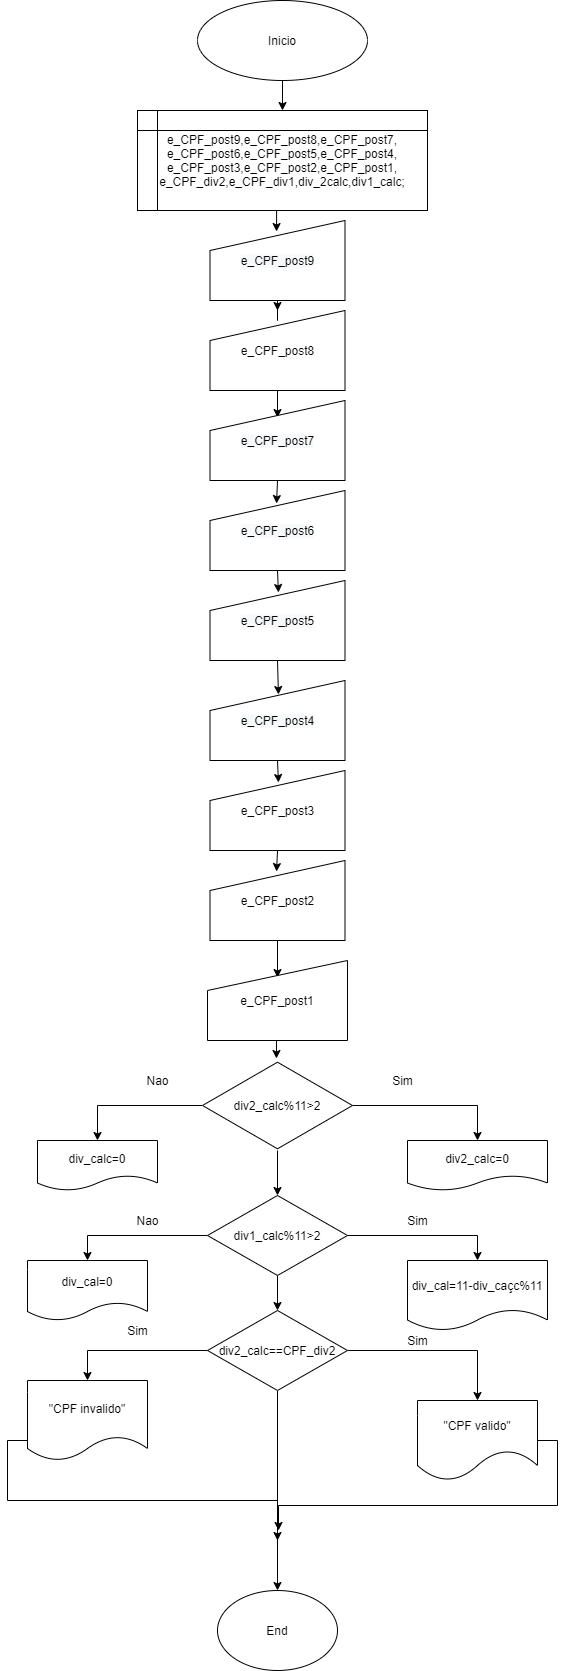 Inicio
e_CPF_post9,e_CPF_post8,e_CPF_post7,
e_CPF_post6,e_CPF_post5,e_CPF_post4,
e_CPF_post3,e_CPF_post2,e_CPF_post1,
e_CPF_div2,e_CPF_div1,div_2calc,div1_calc;
e_CPF_post9
e_CPF_post8
e_CPF_post7
e_CPF_post6
e_CPF_post5
e_CPF_post4
e_CPF_post3
e_CPF_post2
e_CPF_post1
Nao
Sim
div2_calc%11>2
div_calc=0
div2_calc=0
Nao
Sim
div1_calc%11>2
div_cal=0
div_cal=11-div_caçc%11
Sim
Sim
div2_calc==CPF_div2
"CPF invalido"
"CPF valido"
End